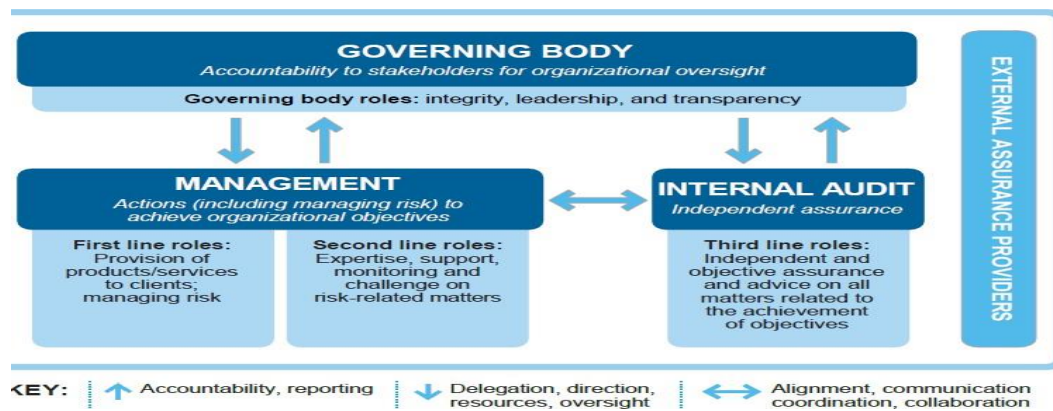 GOVERNING BODY
Accountability to stakeholders for organizational oversight
Governing body roles: integrity, leadership, and transparency
MANAGEMENT
Actions (including managing risk) to
achieve organizational objectives
First line roles:
Provision of
products/services
to clients;
managing risk
Second line roles:
Expertise, support,
monitoring and
challenge on
risk-related matters
INTERNAL AUDIT
Independent assurance
Third line roles:
Independent and
objective assurance
and advice on all
matters related to
the achievement
of objectives
EXTERNAL ASSURANCE PROVIDERS
KEY:
Accountability, reporting
Delegation, direction,
resources, oversight
Alignment, communication
coordination, collaboration